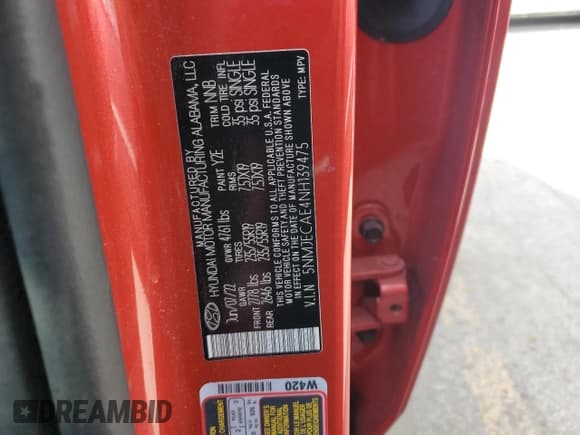 MANUFACTURED BY
HYUNDAI MOTOR MANUFACTURING ALABAMA, LLC
Jun/07/22 GVWR 4761 lbs PAINT Y2E TRIM NNB
GAWR TIRES RIMS COLD TIRE INFL
FRONT 2778 lbs 235/55R19 7.5JX19 35 psi SINGLE
REAR 2646 lbs 235/55R19 7.5JX19 35 psi SINGLE
THIS VEHICLE CONFORMS TO ALL APPLICABLE U.S.A. FEDERAL
MOTOR VEHICLE SAFETY AND THEFT PREVENTION STANDARDS
IN EFFECT ON THE DATE OF MANUFACTURE SHOWN ABOVE
V.I.N 5NMJECAE4NH139475 TYPE: MPV
W420
DREAMBID